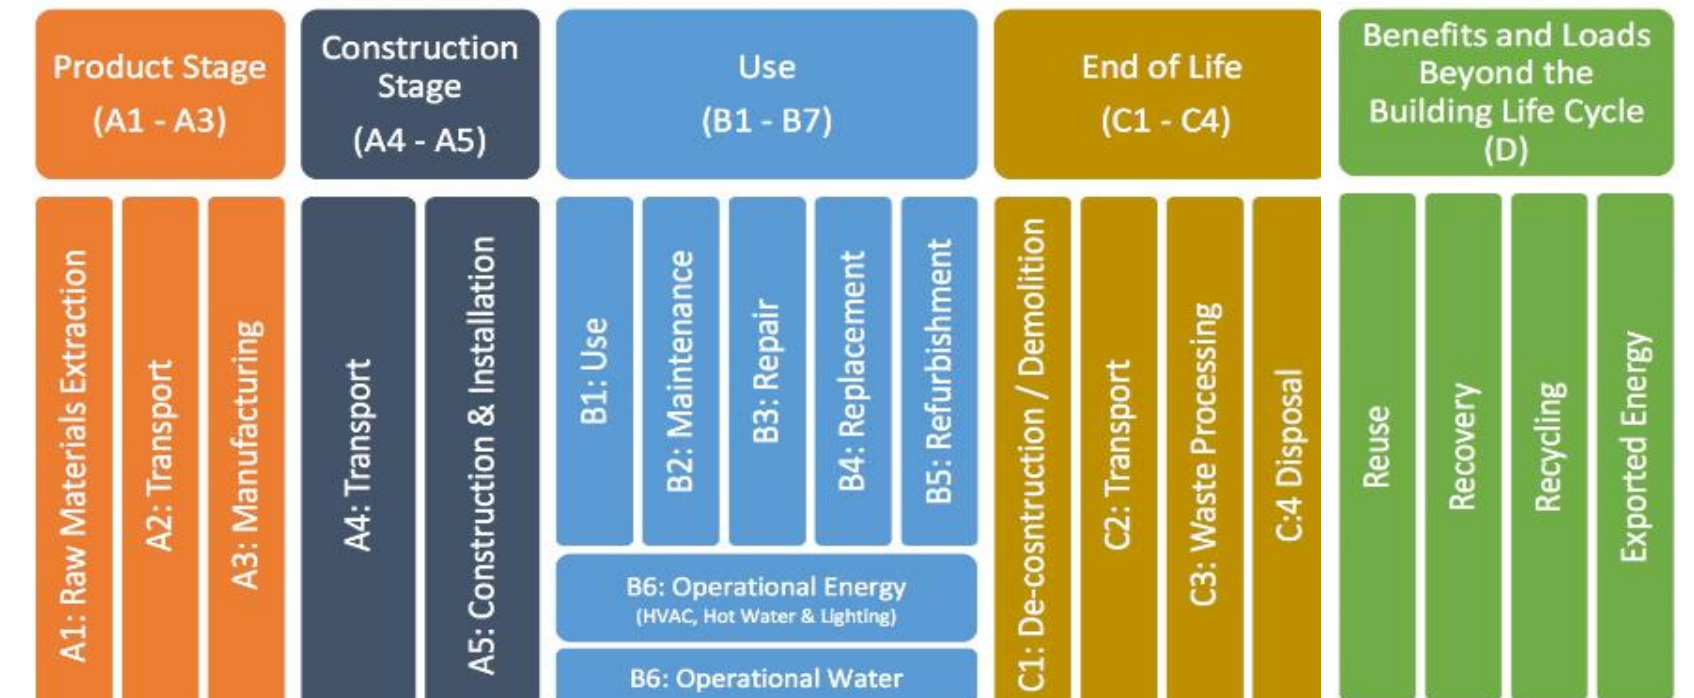 Product Stage
(A1 - A3)
Construction
Stage
(A4 - A5)
Use
(B1 - B7)
End of Life
(C1 - C4)
Benefits and Loads
Beyond the
Building Life Cycle
(D)
A1: Raw Materials Extraction
A2: Transport
A3: Manufacturing
A4: Transport
A5: Construction & Installation
B1: Use
B2: Maintenance
B3: Repair
B4: Replacement
B5: Refurbishment
B6: Operational Energy
(HVAC, Hot Water & Lighting)
B6: Operational Water
C1: De-cosntruction / Demolition
C2: Transport
C3: Waste Processing
C:4 Disposal
Reuse
Recovery
Recycling
Exported Energy